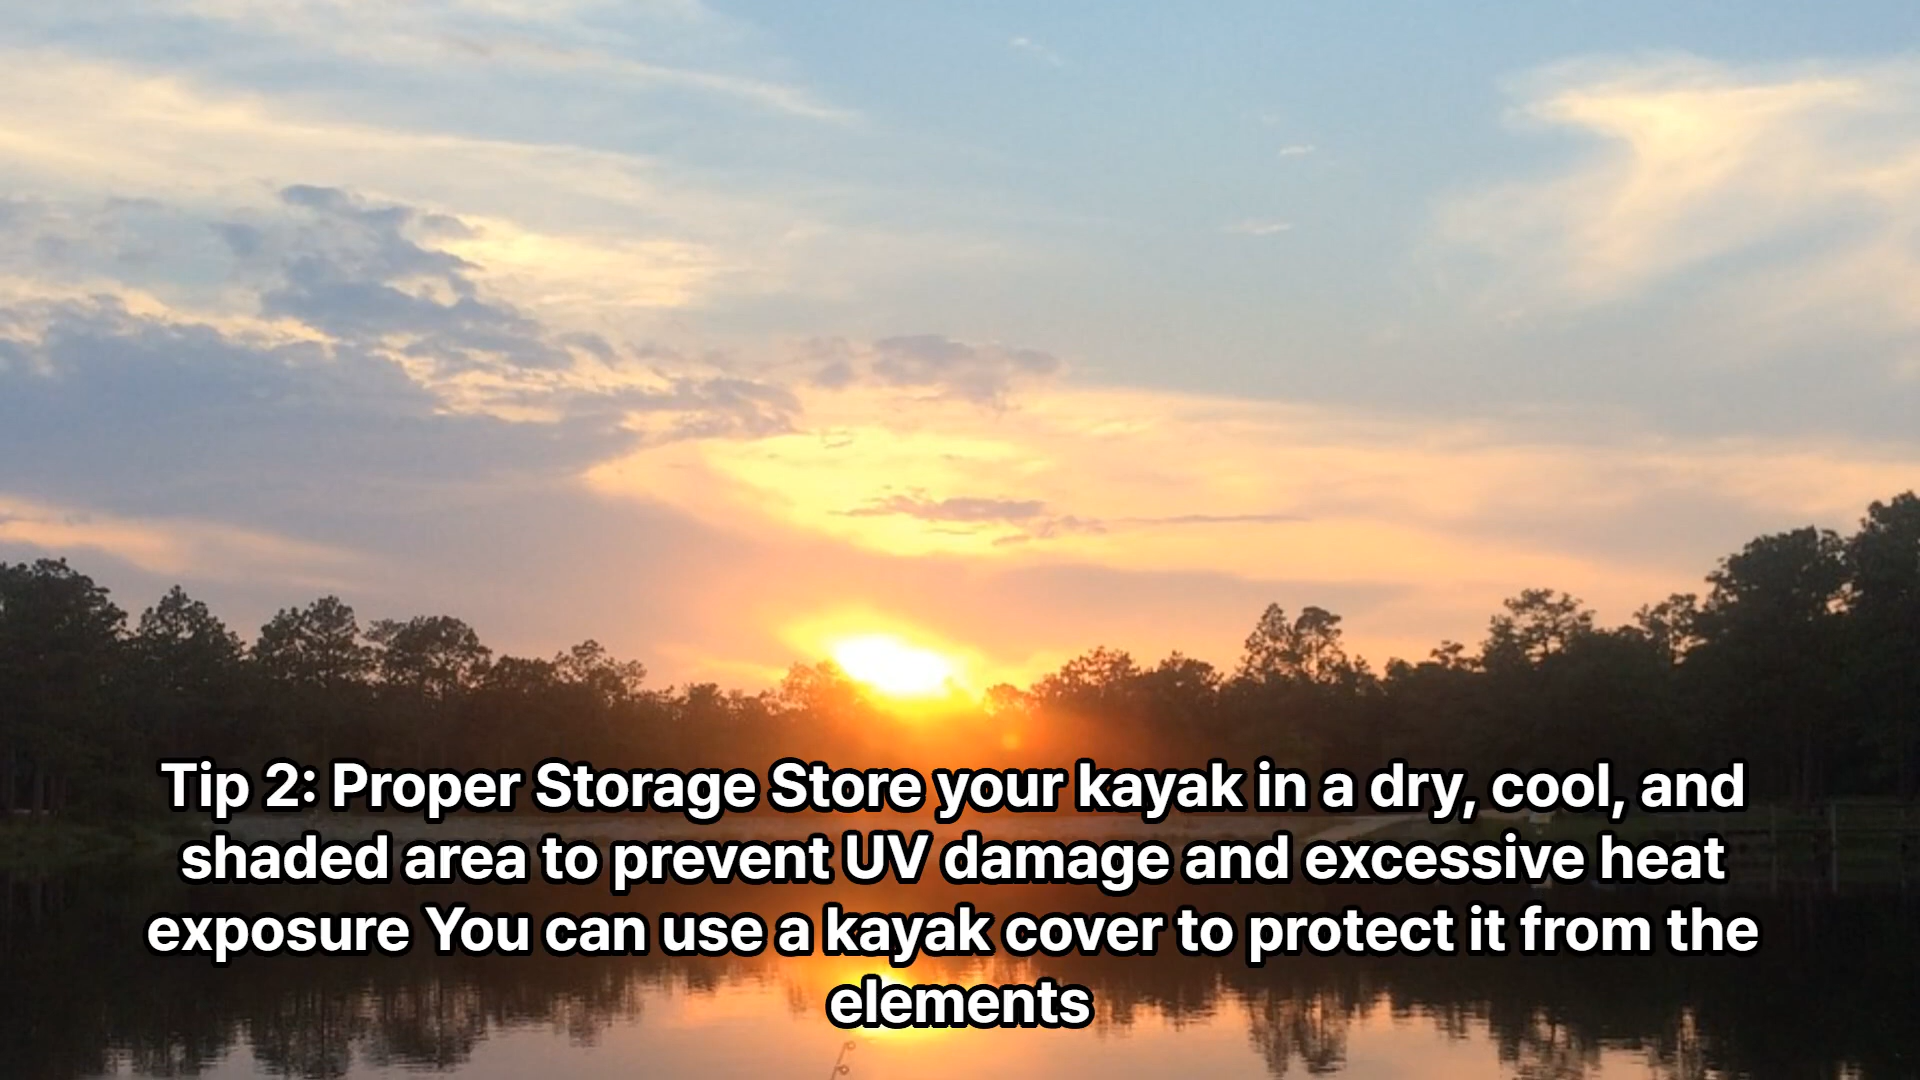 Tip 2: Proper Storage Store your kayak in a dry, cool, and
shaded area to prevent UV damage and excessive heat
exposure You can use a kayak cover to protect it from the
elements